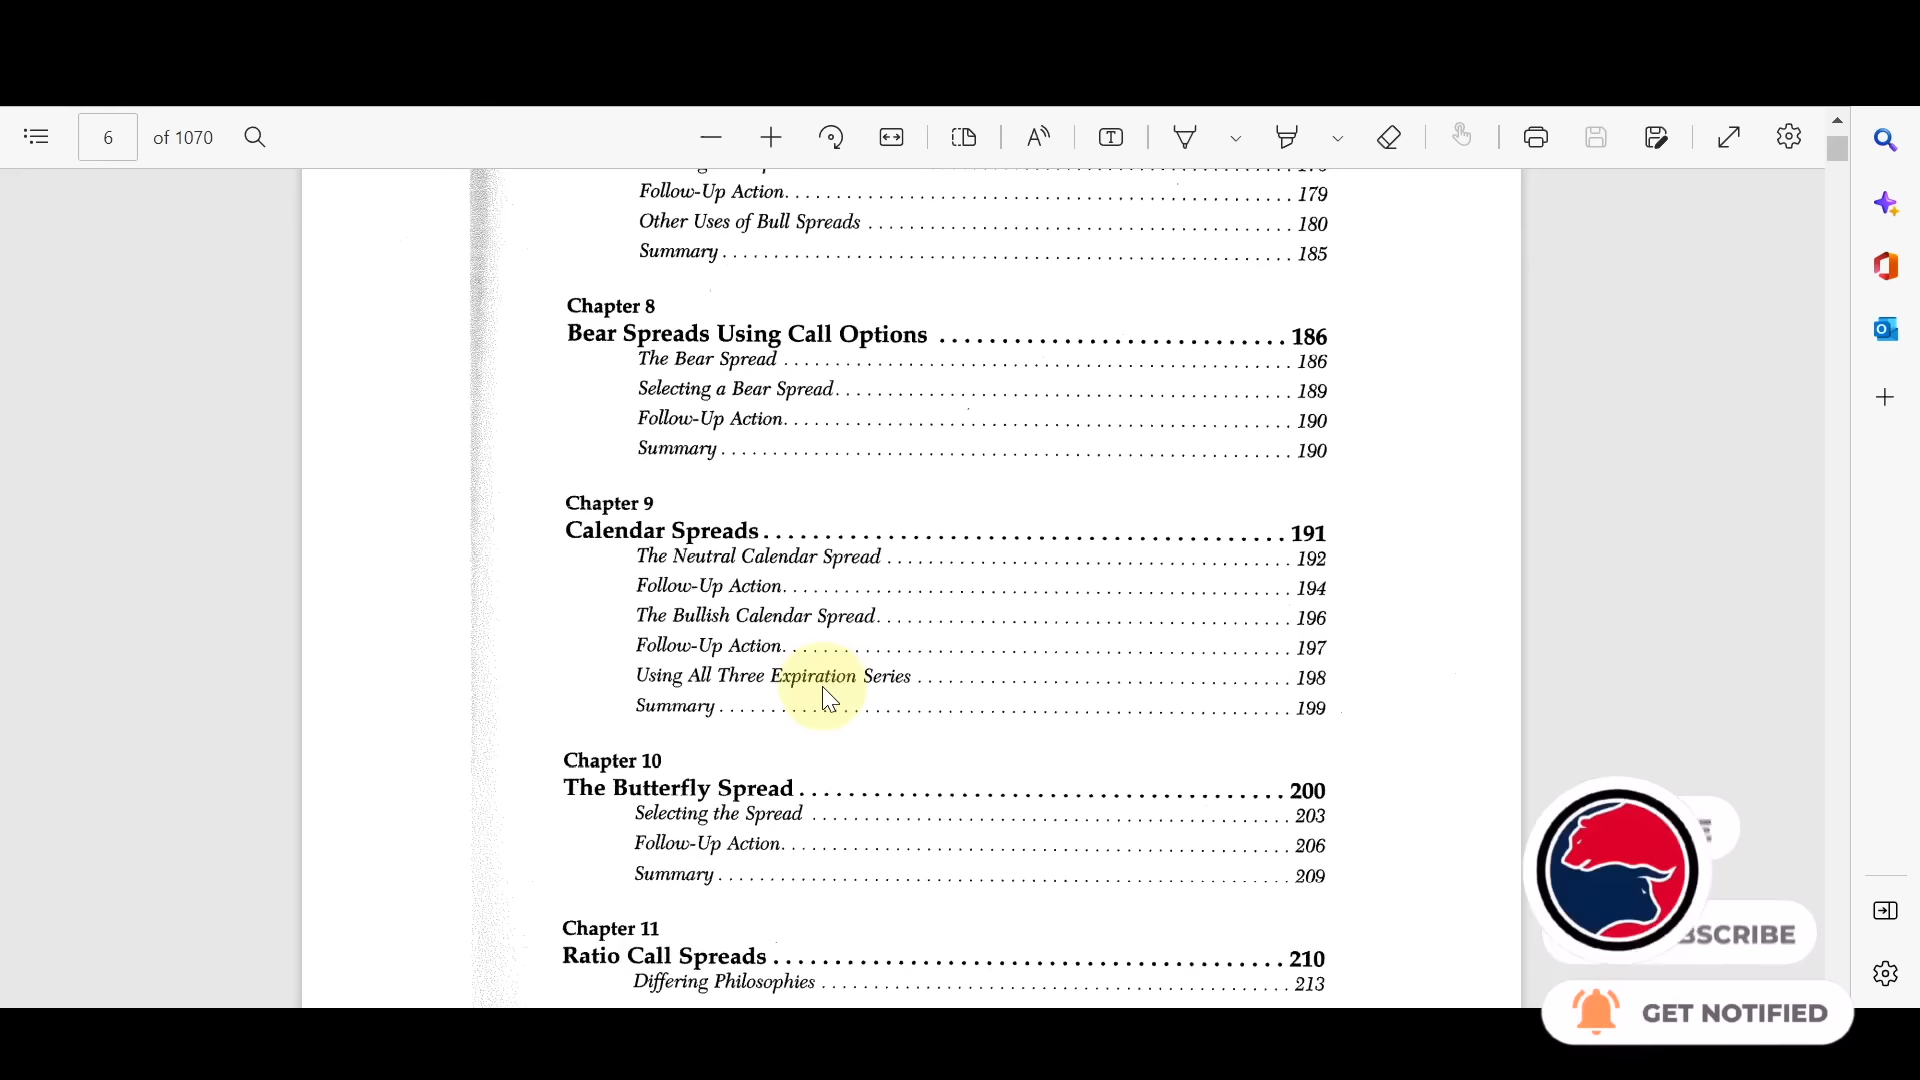 6 of 1070
Follow-Up Action. . . . . . . . . . . . . . . . . . . . . . . . . . . . . . . . . . . . . . . . . . 179
Other Uses of Bull Spreads . . . . . . . . . . . . . . . . . . . . . . . . . . . . . . . . . . . 180
Summary . . . . . . . . . . . . . . . . . . . . . . . . . . . . . . . . . . . . . . . . . . . . . . . 185
Chapter 8
Bear Spreads Using Call Options . . . . . . . . . . . . . . . . . . . . . . . . . . . . 186
The Bear Spread . . . . . . . . . . . . . . . . . . . . . . . . . . . . . . . . . . . . . . . . . . 186
Selecting a Bear Spread. . . . . . . . . . . . . . . . . . . . . . . . . . . . . . . . . . . . . . 189
Follow-Up Action. . . . . . . . . . . . . . . . . . . . . . . . . . . . . . . . . . . . . . . . . . 190
Summary . . . . . . . . . . . . . . . . . . . . . . . . . . . . . . . . . . . . . . . . . . . . . . . 190
Chapter 9
Calendar Spreads. . . . . . . . . . . . . . . . . . . . . . . . . . . . . . . . . . . . . . . . . . 191
The Neutral Calendar Spread . . . . . . . . . . . . . . . . . . . . . . . . . . . . . . . . . 192
Follow-Up Action. . . . . . . . . . . . . . . . . . . . . . . . . . . . . . . . . . . . . . . . . . 194
The Bullish Calendar Spread. . . . . . . . . . . . . . . . . . . . . . . . . . . . . . . . . . 196
Follow-Up Action. . . . . . . . . . . . . . . . . . . . . . . . . . . . . . . . . . . . . . . . . . 197
Using All Three Expiration Series . . . . . . . . . . . . . . . . . . . . . . . . . . . . . . 198
Summary . . . . . . . . . . . . . . . . . . . . . . . . . . . . . . . . . . . . . . . . . . . . . . . 199
Chapter 10
The Butterfly Spread . . . . . . . . . . . . . . . . . . . . . . . . . . . . . . . . . . . . . . . 200
Selecting the Spread . . . . . . . . . . . . . . . . . . . . . . . . . . . . . . . . . . . . . . . . 203
Follow-Up Action. . . . . . . . . . . . . . . . . . . . . . . . . . . . . . . . . . . . . . . . . . 206
Summary . . . . . . . . . . . . . . . . . . . . . . . . . . . . . . . . . . . . . . . . . . . . . . . 209
Chapter 11
Ratio Call Spreads . . . . . . . . . . . . . . . . . . . . . . . . . . . . . . . . . . . . . . . . . 210
Differing Philosophies . . . . . . . . . . . . . . . . . . . . . . . . . . . . . . . . . . . . . . . 213
BSCRIBE
GET NOTIFIED